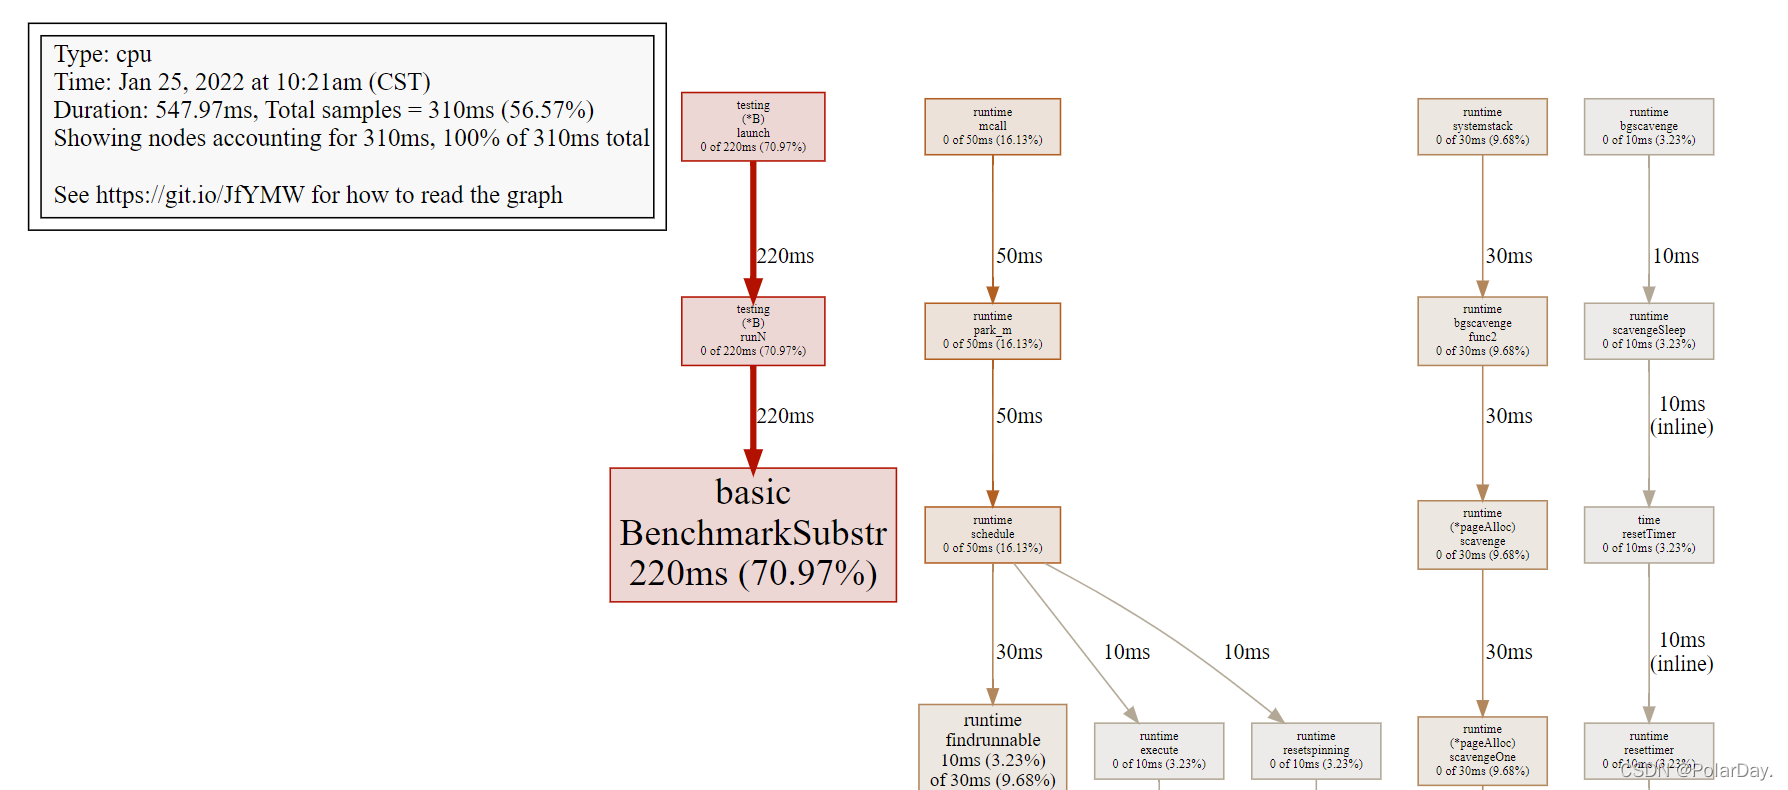 Type: cpu
Time: Jan 25, 2022 at 10:21am (CST)
Duration: 547.97ms, Total samples = 310ms (56.57%)
Showing nodes accounting for 310ms, 100% of 310ms total
See https://git.io/JfYMW for how to read the graph
testing
(*B)
launch
0 of 220ms (70.97%)
runtime
mcall
0 of 50ms (16.13%)
runtime
systemstack
0 of 30ms (9.68%)
runtime
bgscavenge
0 of 10ms (3.23%)
220ms
50ms
30ms
10ms
testing
(*B)
runN
0 of 220ms (70.97%)
runtime
park_m
0 of 50ms (16.13%)
runtime
bgscavenge
func2
0 of 30ms (9.68%)
runtime
scavengeSleep
0 of 10ms (3.23%)
220ms
50ms
30ms
10ms
(inline)
basic
BenchmarkSubstr
220ms (70.97%)
runtime
schedule
0 of 50ms (16.13%)
runtime
(*pageAlloc)
scavenge
0 of 30ms (9.68%)
time
resetTimer
0 of 10ms (3.23%)
30ms
10ms
10ms
30ms
10ms
(inline)
runtime
findrunnable
10ms (3.23%)
of 30ms (9.68%)
runtime
execute
0 of 10ms (3.23%)
runtime
resetspinning
0 of 10ms (3.23%)
runtime
(*pageAlloc)
scavengeOne
0 of 30ms (9.68%)
runtime
resettimer
0 of 10ms (3.23%)
CSDN @PolarDay.